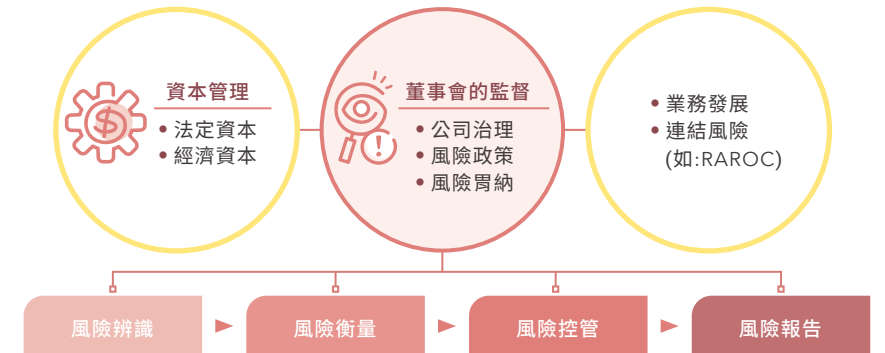 資本管理
• 法定資本
• 經濟資本
董事會的監督
• 公司治理
• 風險政策
• 風險胃納
• 業務發展
• 連結風險
(如:RAROC)
風險辨識
風險衡量
風險控管
風險報告